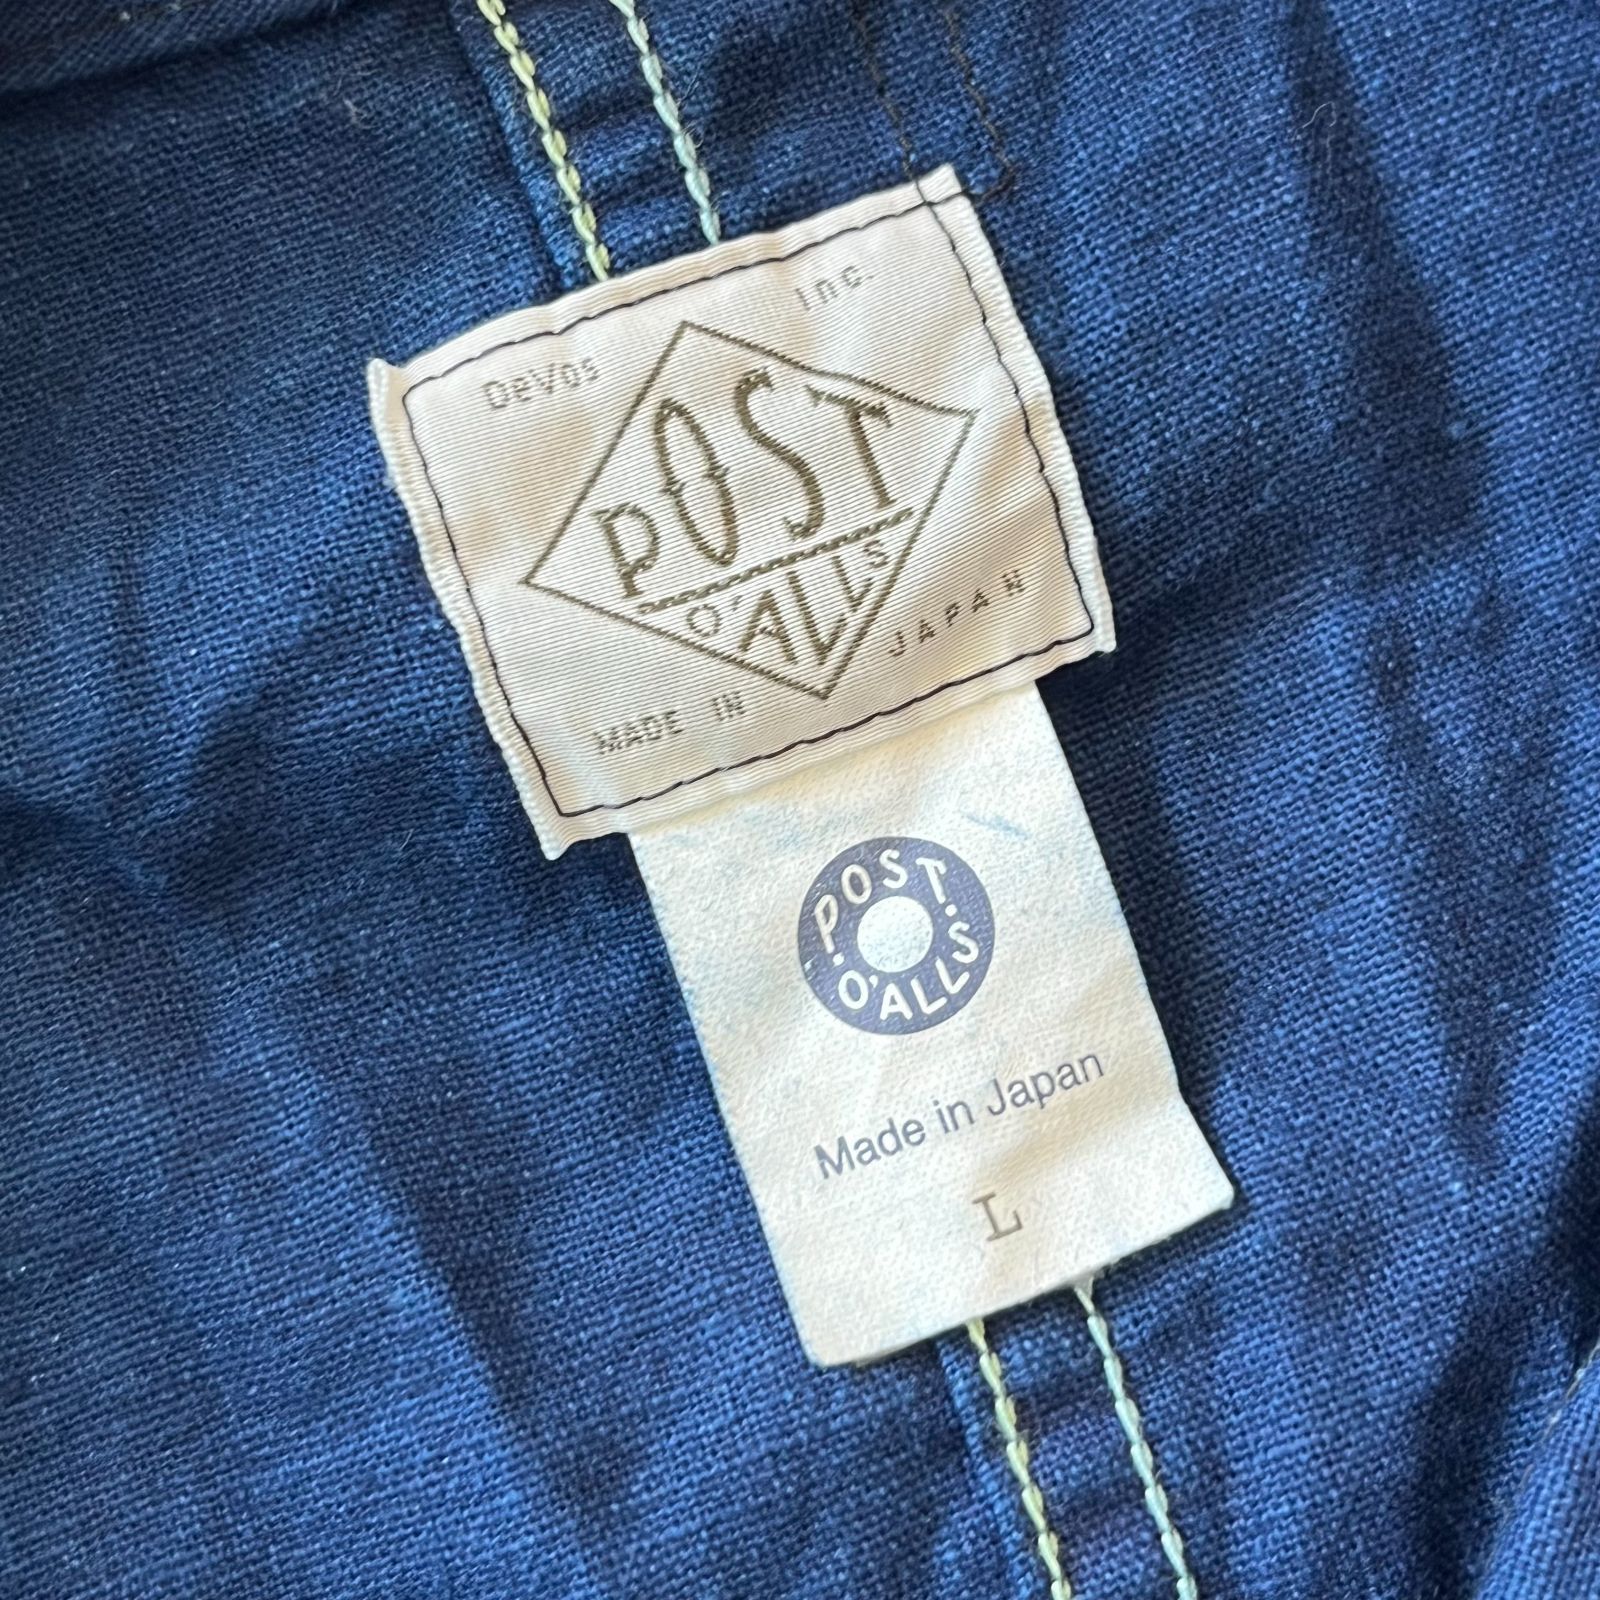 DeVos Inc.
POST
O'ALLS
MADE IN JAPAN
POST
O'ALLS
Made in Japan
L